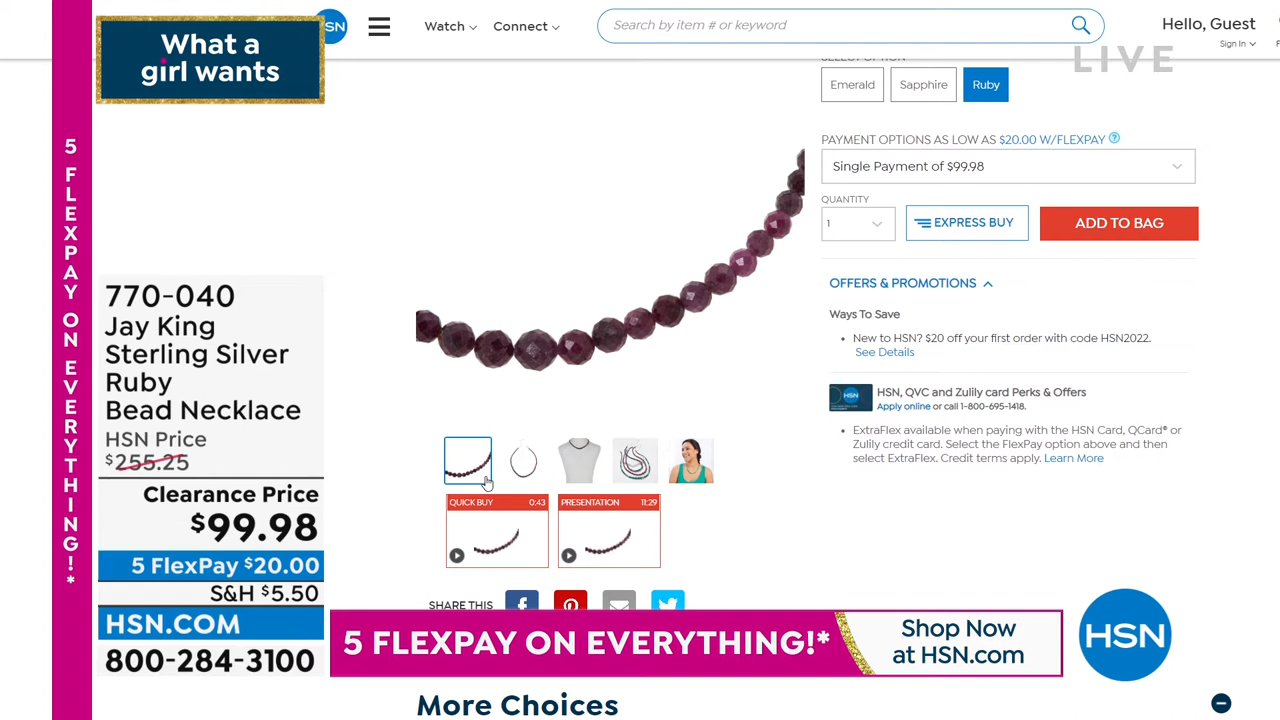 What a
girl wants
5 FLEXPAY ON EVERYTHING!*
770-040
Jay King
Sterling Silver
Ruby
Bead Necklace
HSN Price
$255.25
Clearance Price
$99.98
5 FlexPay $20.00
S&H $5.50
HSN.COM
800-284-3100
Watch
Connect
Search by item # or keyword
Hello, Guest
Sign In
LIVE
Emerald
Sapphire
Ruby
PAYMENT OPTIONS AS LOW AS $20.00 W/FLEXPAY ?
Single Payment of $99.98
QUANTITY
1
EXPRESS BUY
ADD TO BAG
OFFERS & PROMOTIONS
Ways To Save
• New to HSN? $20 off your first order with code HSN2022.
See Details
HSN
HSN, QVC and Zulily card Perks & Offers
Apply online or call 1-800-695-1418.
• ExtraFlex available when paying with the HSN Card, QCard® or
Zulily credit card. Select the FlexPay option above and then
select ExtraFlex. Credit terms apply. Learn More
QUICK BUY 0:43
PRESENTATION 11:29
SHARE THIS
5 FLEXPAY ON EVERYTHING!*
Shop Now
at HSN.com
HSN
More Choices